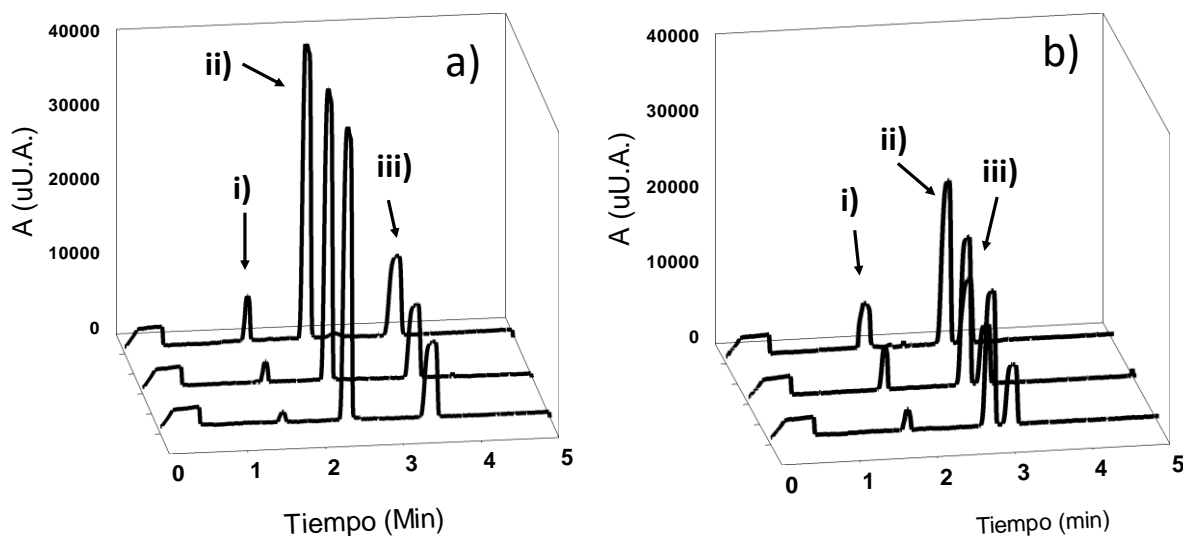 40000
30000
20000
10000
0
A (uU.A.)
a)
ii)
i)
iii)
0 1 2 3 4 5
Tiempo (Min)
40000
30000
20000
10000
0
A (uU.A.)
b)
ii)
i)
iii)
0 1 2 3 4 5
Tiempo (min)